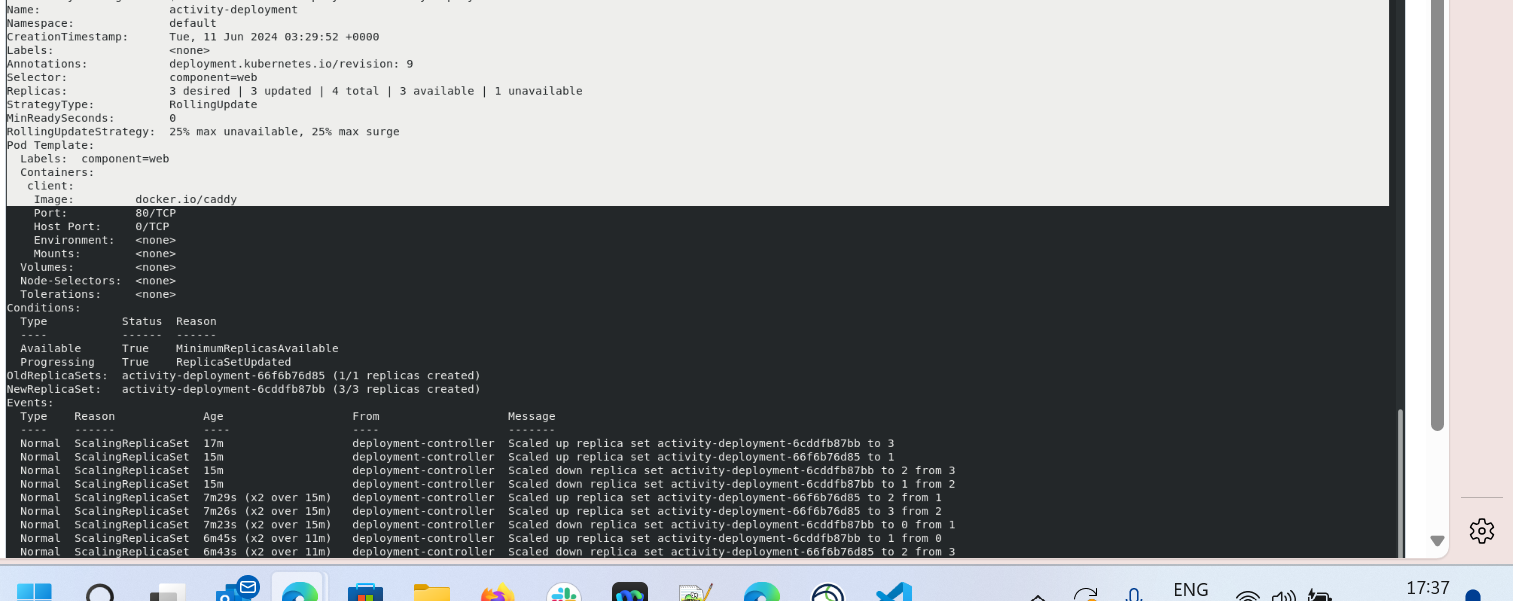 Name:                   activity-deployment
Namespace:              default
CreationTimestamp:      Tue, 11 Jun 2024 03:29:52 +0000
Labels:                 <none>
Annotations:            deployment.kubernetes.io/revision: 9
Selector:               component=web
Replicas:               3 desired | 3 updated | 4 total | 3 available | 1 unavailable
StrategyType:           RollingUpdate
MinReadySeconds:        0
RollingUpdateStrategy:  25% max unavailable, 25% max surge
Pod Template:
  Labels:  component=web
  Containers:
   client:
    Image:         docker.io/caddy
    Port:          80/TCP
    Host Port:     0/TCP
    Environment:   <none>
    Mounts:        <none>
  Volumes:         <none>
  Node-Selectors:  <none>
  Tolerations:     <none>
Conditions:
  Type           Status  Reason
  ----           ------  ------
  Available      True    MinimumReplicasAvailable
  Progressing    True    ReplicaSetUpdated
OldReplicaSets:  activity-deployment-66f6b76d85 (1/1 replicas created)
NewReplicaSet:   activity-deployment-6cddfb87bb (3/3 replicas created)
Events:
  Type    Reason             Age                  From                   Message
  ----    ------             ----                 ----                   -------
  Normal  ScalingReplicaSet  17m                  deployment-controller  Scaled up replica set activity-deployment-6cddfb87bb to 3
  Normal  ScalingReplicaSet  15m                  deployment-controller  Scaled up replica set activity-deployment-66f6b76d85 to 1
  Normal  ScalingReplicaSet  15m                  deployment-controller  Scaled down replica set activity-deployment-6cddfb87bb to 2 from 3
  Normal  ScalingReplicaSet  15m                  deployment-controller  Scaled down replica set activity-deployment-6cddfb87bb to 1 from 2
  Normal  ScalingReplicaSet  7m29s (x2 over 15m)  deployment-controller  Scaled up replica set activity-deployment-66f6b76d85 to 2 from 1
  Normal  ScalingReplicaSet  7m26s (x2 over 15m)  deployment-controller  Scaled up replica set activity-deployment-66f6b76d85 to 3 from 2
  Normal  ScalingReplicaSet  7m23s (x2 over 15m)  deployment-controller  Scaled down replica set activity-deployment-6cddfb87bb to 0 from 1
  Normal  ScalingReplicaSet  6m45s (x2 over 11m)  deployment-controller  Scaled up replica set activity-deployment-6cddfb87bb to 1 from 0
  Normal  ScalingReplicaSet  6m43s (x2 over 11m)  deployment-controller  Scaled down replica set activity-deployment-66f6b76d85 to 2 from 3
ENG
17:37